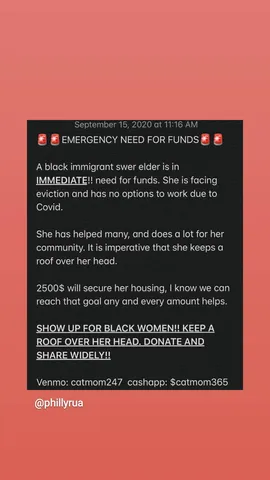 September 15, 2020 at 11:16 AM
🚨🚨EMERGENCY NEED FOR FUNDS🚨🚨
A black immigrant swer elder is in
IMMEDIATE!! need for funds. She is facing
eviction and has no options to work due to
Covid.
She has helped many, and does a lot for her
community. It is imperative that she keeps a
roof over her head.
2500$ will secure her housing, I know we can
reach that goal any and every amount helps.
SHOW UP FOR BLACK WOMEN!! KEEP A
ROOF OVER HER HEAD. DONATE AND
SHARE WIDELY!!
Venmo: catmom247 cashapp: $catmom365
@phillyrua